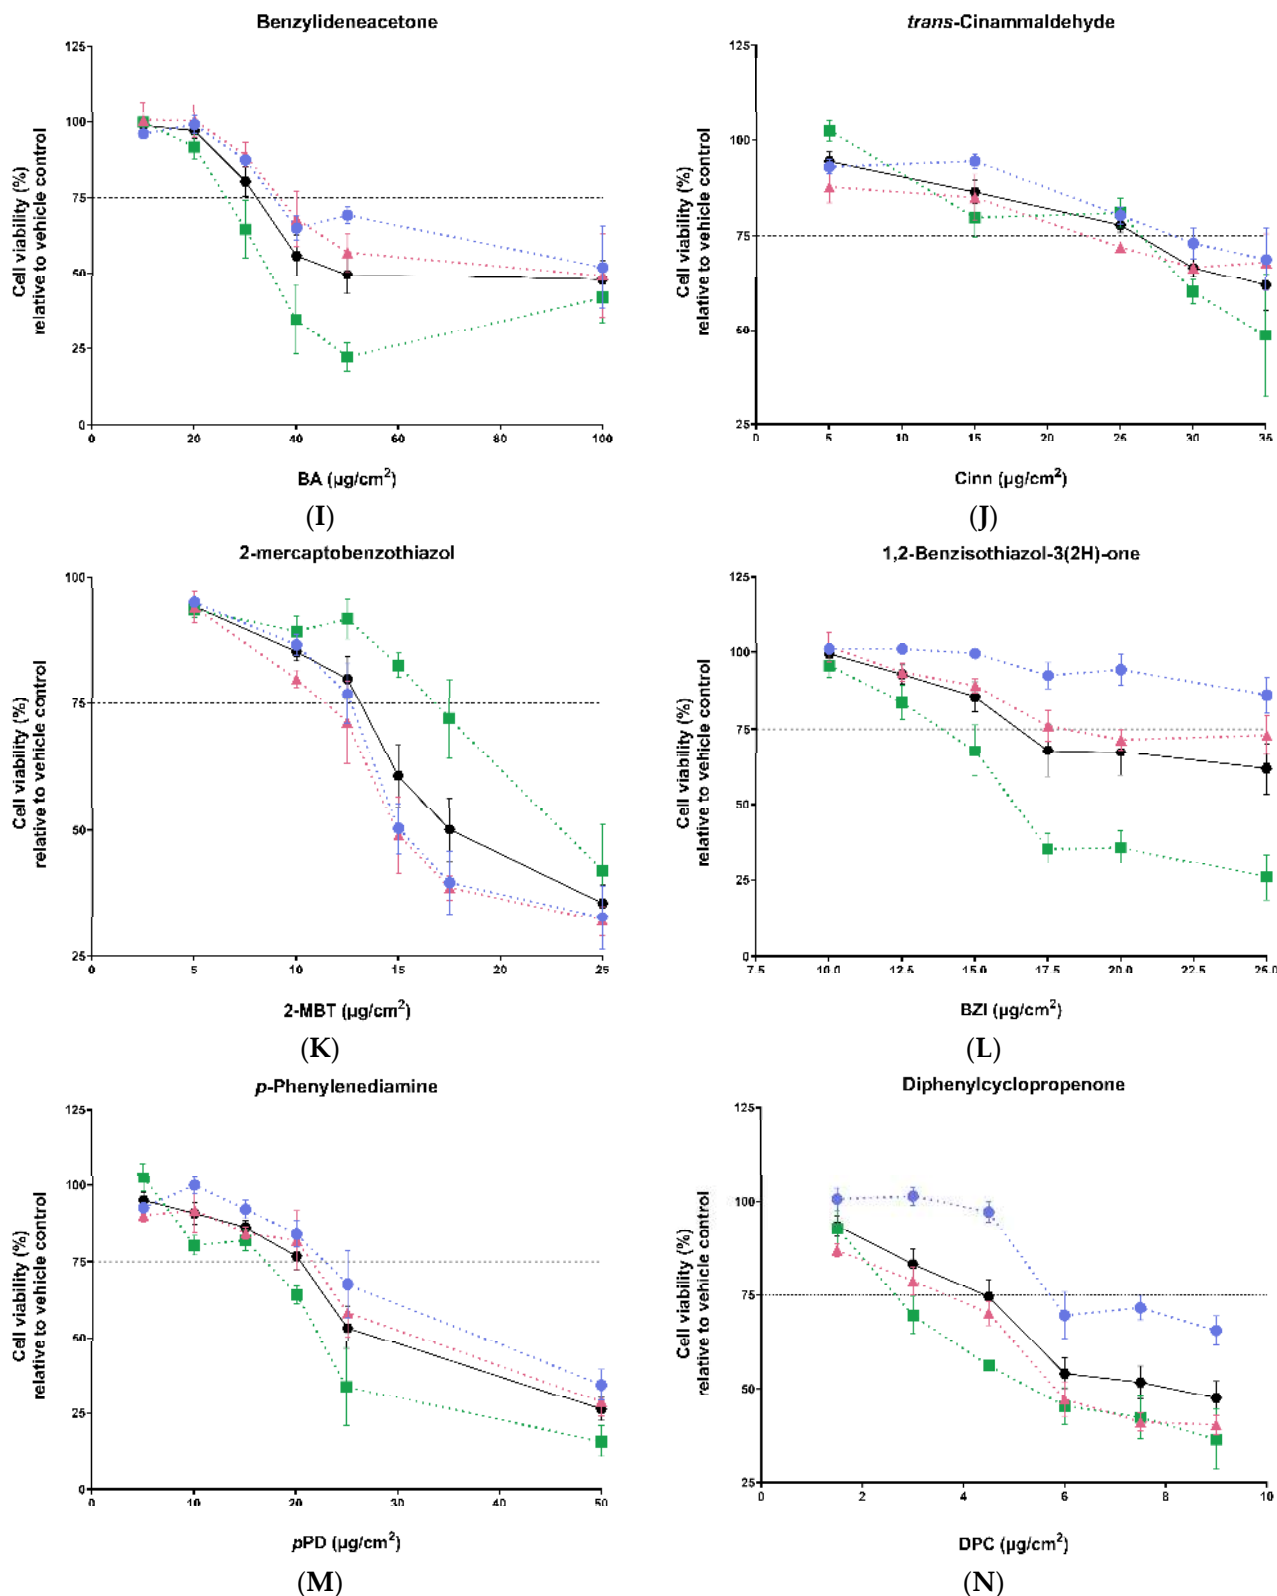 Benzylideneacetone
125
100
75
50
25
0
Cell viability (%)
relative to vehicle control
0 20 40 60 80 100
BA (µg/cm²)
(I)
trans-Cinammaldehyde
125
100
75
50
25
Cell viability (%)
relative to vehicle control
0 5 10 15 20 25 30 35
Cinn (µg/cm²)
(J)
2-mercaptobenzothiazol
100
75
50
25
Cell viability (%)
relative to vehicle control
0 5 10 15 20 25
2-MBT (µg/cm²)
(K)
1,2-Benzisothiazol-3(2H)-one
125
100
75
50
25
0
Cell viability (%)
relative to vehicle control
7.5 10.0 12.5 15.0 17.5 20.0 22.5 25.0
BZI (µg/cm²)
(L)
p-Phenylenediamine
125
100
75
50
25
0
Cell viability (%)
relative to vehicle control
0 10 20 30 40 50
pPD (µg/cm²)
(M)
Diphenylcyclopropenone
125
100
75
50
25
Cell viability (%)
relative to vehicle control
0 2 4 6 8 10
DPC (µg/cm²)
(N)